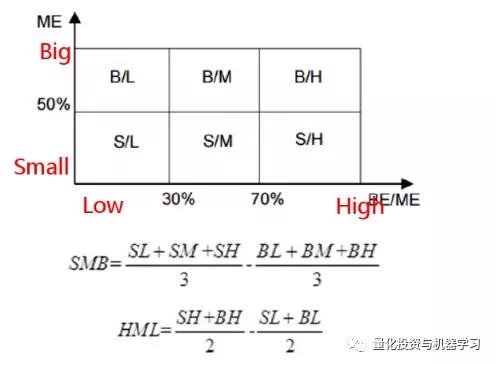 ME
Big
B/L B/M B/H
50%
S/L S/M S/H
Small
Low 30% 70% High BE/ME
SMB= \frac{SL+SM+SH}{3} - \frac{BL+BM+BH}{3}
HML= \frac{SH+BH}{2} - \frac{SL+BL}{2}
量化投资与机器学习